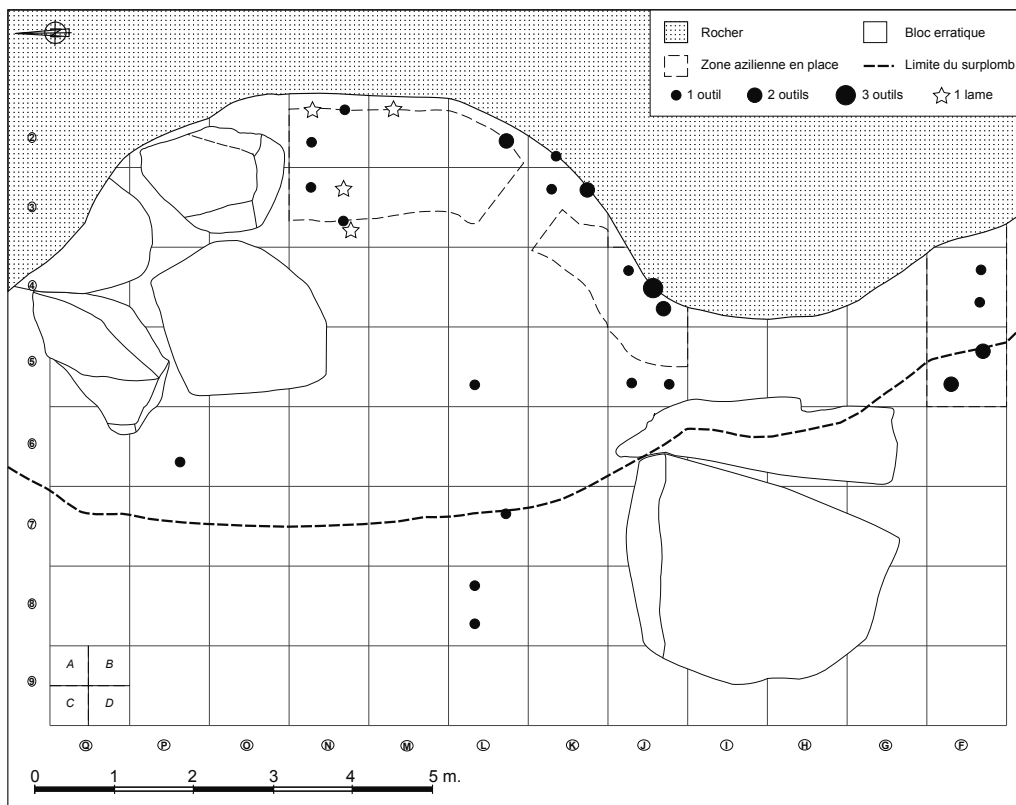 N
Rocher
Bloc erratique
Zone azilienne en place
Limite du surplomb
1 outil
2 outils
3 outils
1 lame
2
3
4
5
6
7
8
9
A B
C D
Q P O N M L K J I H G F
0 1 2 3 4 5 m.